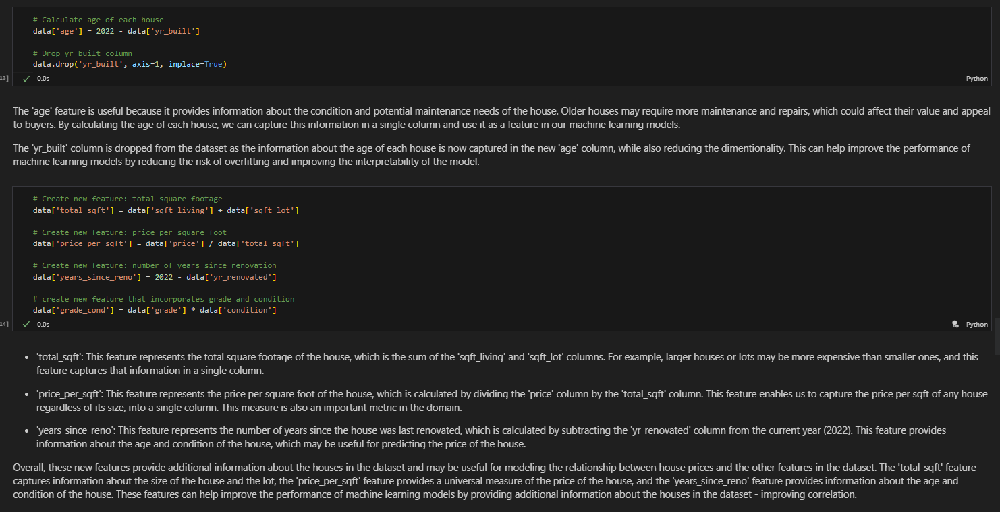 # Calculate age of each house
data['age'] = 2022 - data['yr_built']
# Drop yr_built column
data.drop('yr_built', axis=1, inplace=True)
13]
0.0s
Python
The 'age' feature is useful because it provides information about the condition and potential maintenance needs of the house. Older houses may require more maintenance and repairs, which could affect their value and appeal
to buyers. By calculating the age of each house, we can capture this information in a single column and use it as a feature in our machine learning models.
The 'yr_built' column is dropped from the dataset as the information about the age of each house is now captured in the new 'age' column, while also reducing the dimentionality. This can help improve the performance of
machine learning models by reducing the risk of overfitting and improving the interpretability of the model.
# Create new feature: total square footage
data['total_sqft'] = data['sqft_living'] + data['sqft_lot']
# Create new feature: price per square foot
data['price_per_sqft'] = data['price'] / data['total_sqft']
# Create new feature: number of years since renovation
data['years_since_reno'] = 2022 - data['yr_renovated']
# create new feature that incorporates grade and condition
data['grade_cond'] = data['grade'] * data['condition']
14]
0.0s
Python
• 'total_sqft': This feature represents the total square footage of the house, which is the sum of the 'sqft_living' and 'sqft_lot' columns. For example, larger houses or lots may be more expensive than smaller ones, and this
feature captures that information in a single column.
• 'price_per_sqft': This feature represents the price per square foot of the house, which is calculated by dividing the 'price' column by the 'total_sqft' column. This feature enables us to capture the price per sqft of any house
regardless of its size, into a single column. This measure is also an important metric in the domain.
• 'years_since_reno': This feature represents the number of years since the house was last renovated, which is calculated by subtracting the 'yr_renovated' column from the current year (2022). This feature provides
information about the age and condition of the house, which may be useful for predicting the price of the house.
Overall, these new features provide additional information about the houses in the dataset and may be useful for modeling the relationship between house prices and the other features in the dataset. The 'total_sqft' feature
captures information about the size of the house and the lot, the 'price_per_sqft' feature provides a universal measure of the price of the house, and the 'years_since_reno' feature provides information about the age and
condition of the house. These features can help improve the performance of machine learning models by providing additional information about the houses in the dataset - improving correlation.